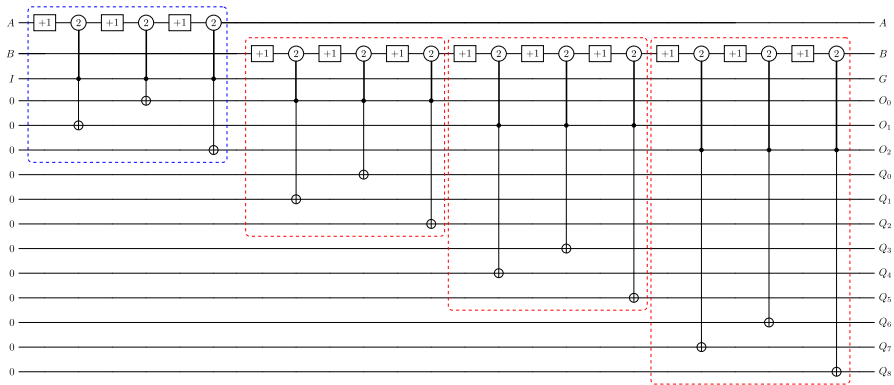 A +1 2 +1 2 +1 2 A
B +1 2 +1 2 +1 2 +1 2 +1 2 +1 2 +1 2 +1 2 +1 2 B
I G
0 O₀
0 O₁
0 O₂
0 Q₀
0 Q₁
0 Q₂
0 Q₃
0 Q₄
0 Q₅
0 Q₆
0 Q₇
0 Q₈